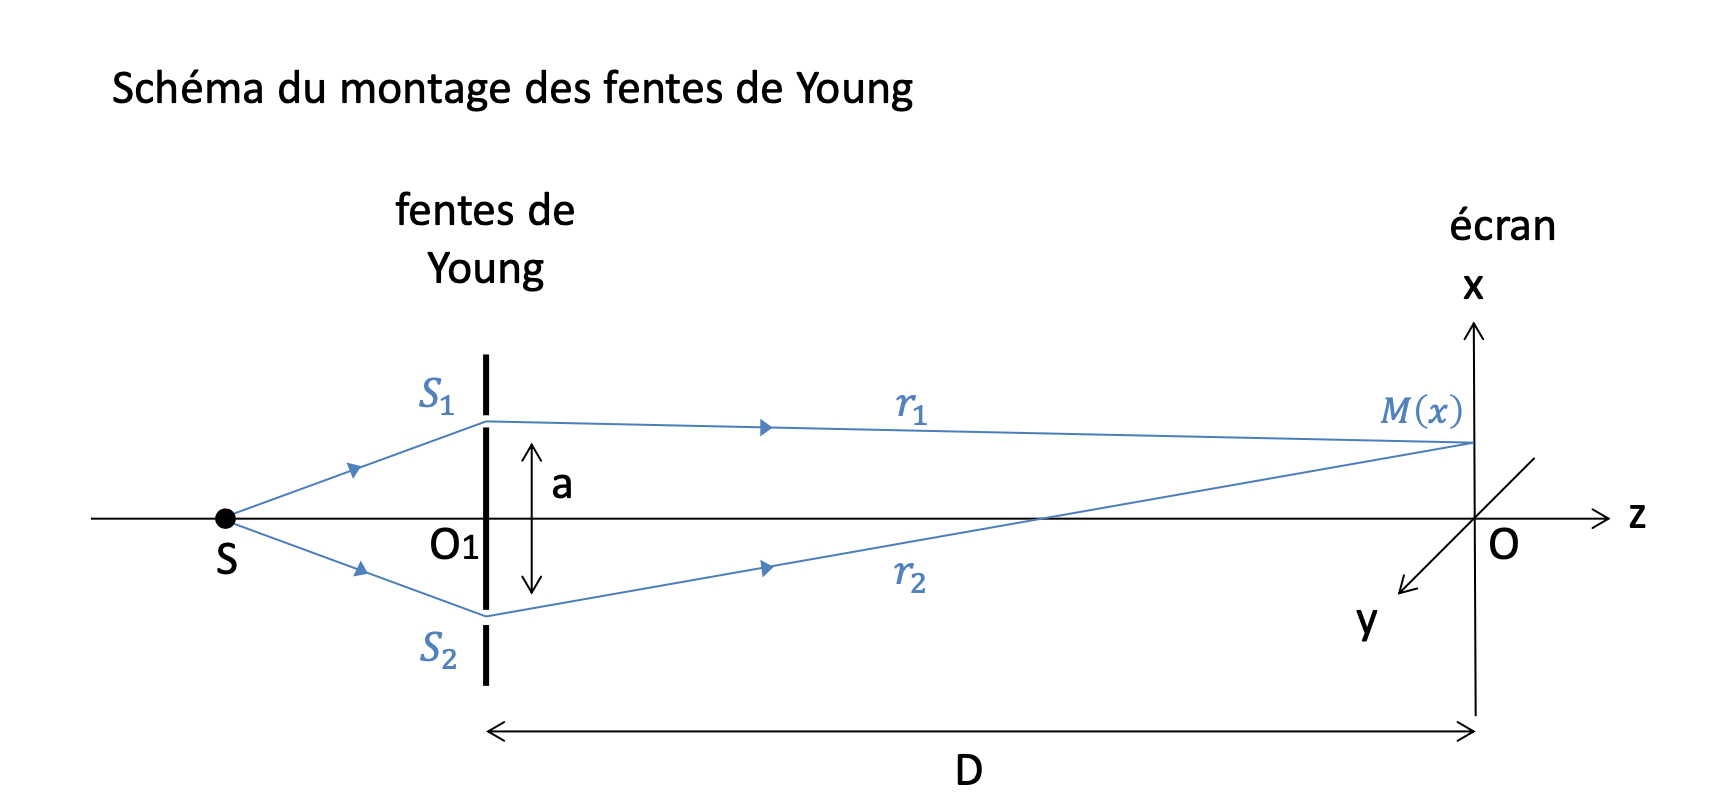 Schéma du montage des fentes de Young
fentes de
Young
écran
x
S₁
r₁
M(x)
a
S
O1
O
z
r₂
y
S₂
D